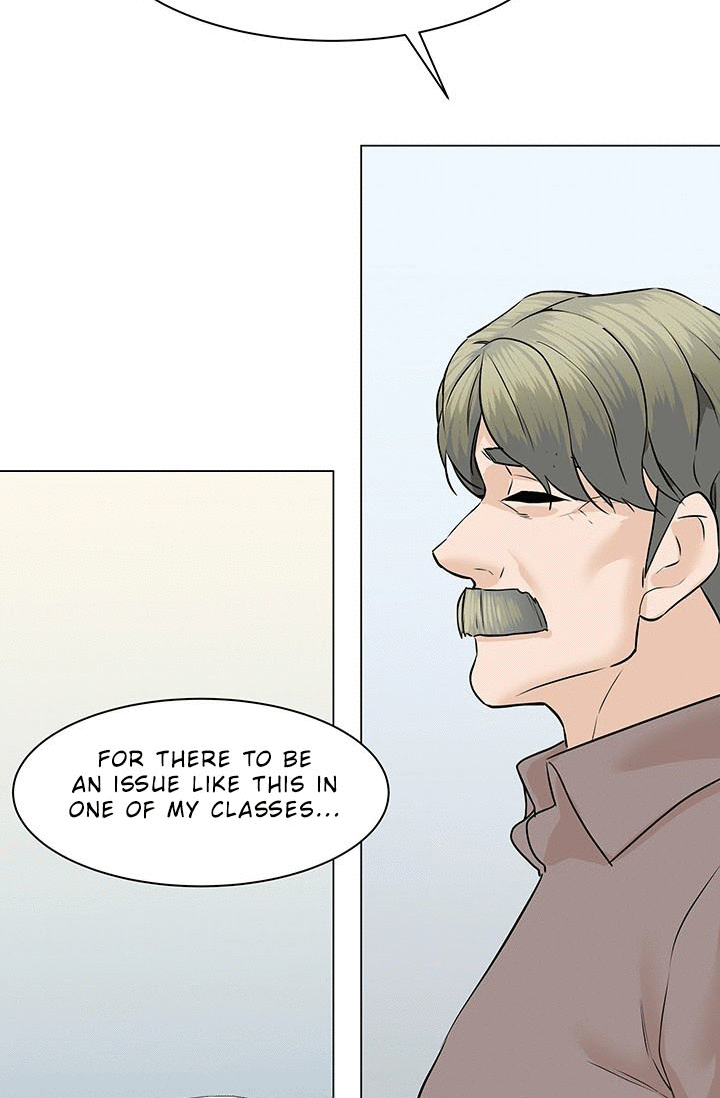 FOR THERE TO BE
AN ISSUE LIKE THIS IN
ONE OF MY CLASSES...